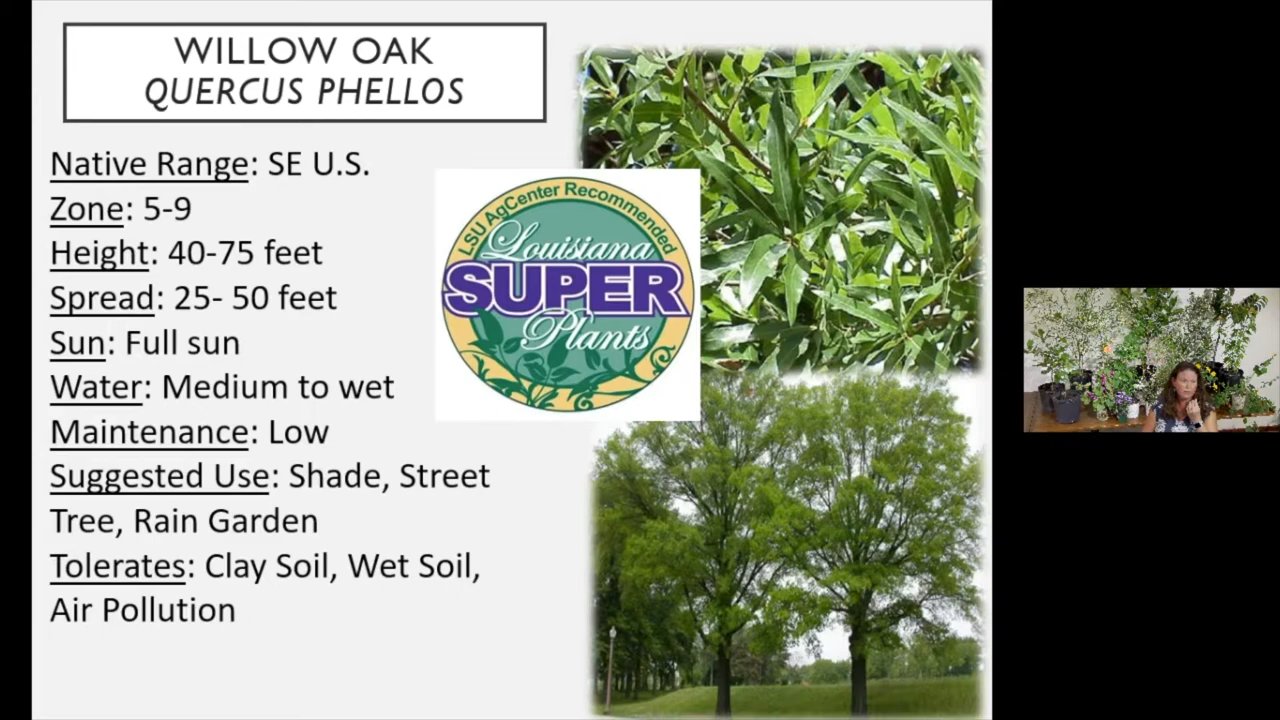 WILLOW OAK
QUERCUS PHELLOS
Native Range: SE U.S.
Zone: 5-9
Height: 40-75 feet
Spread: 25- 50 feet
Sun: Full sun
Water: Medium to wet
Maintenance: Low
Suggested Use: Shade, Street
Tree, Rain Garden
Tolerates: Clay Soil, Wet Soil,
Air Pollution
LSU AgCenter Recommended
Louisiana
SUPER
Plants